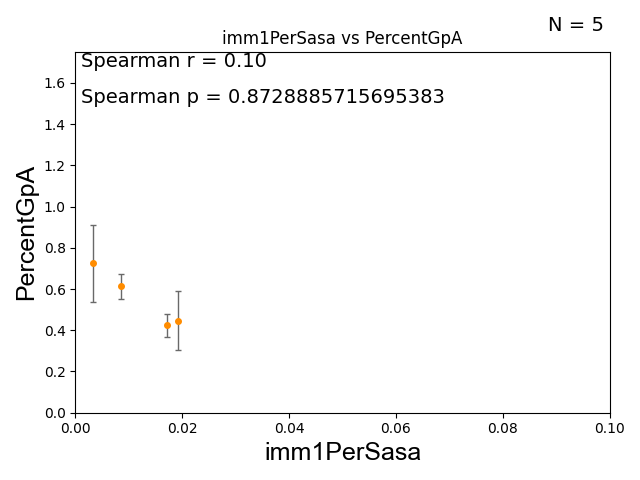 N = 5
imm1PerSasa vs PercentGpA
Spearman r = 0.10
Spearman p = 0.8728885715695383
1.6
1.4
1.2
1.0
0.8
0.6
0.4
0.2
0.0
PercentGpA
0.00 0.02 0.04 0.06 0.08 0.10
imm1PerSasa